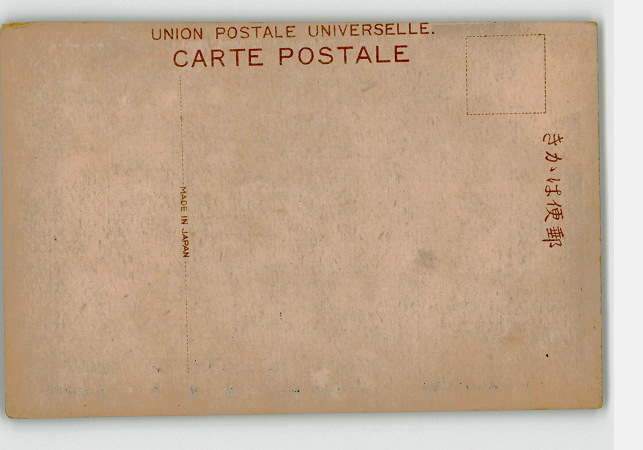 UNION POSTALE UNIVERSELLE.
CARTE POSTALE
MADE IN JAPAN
きかは便郵